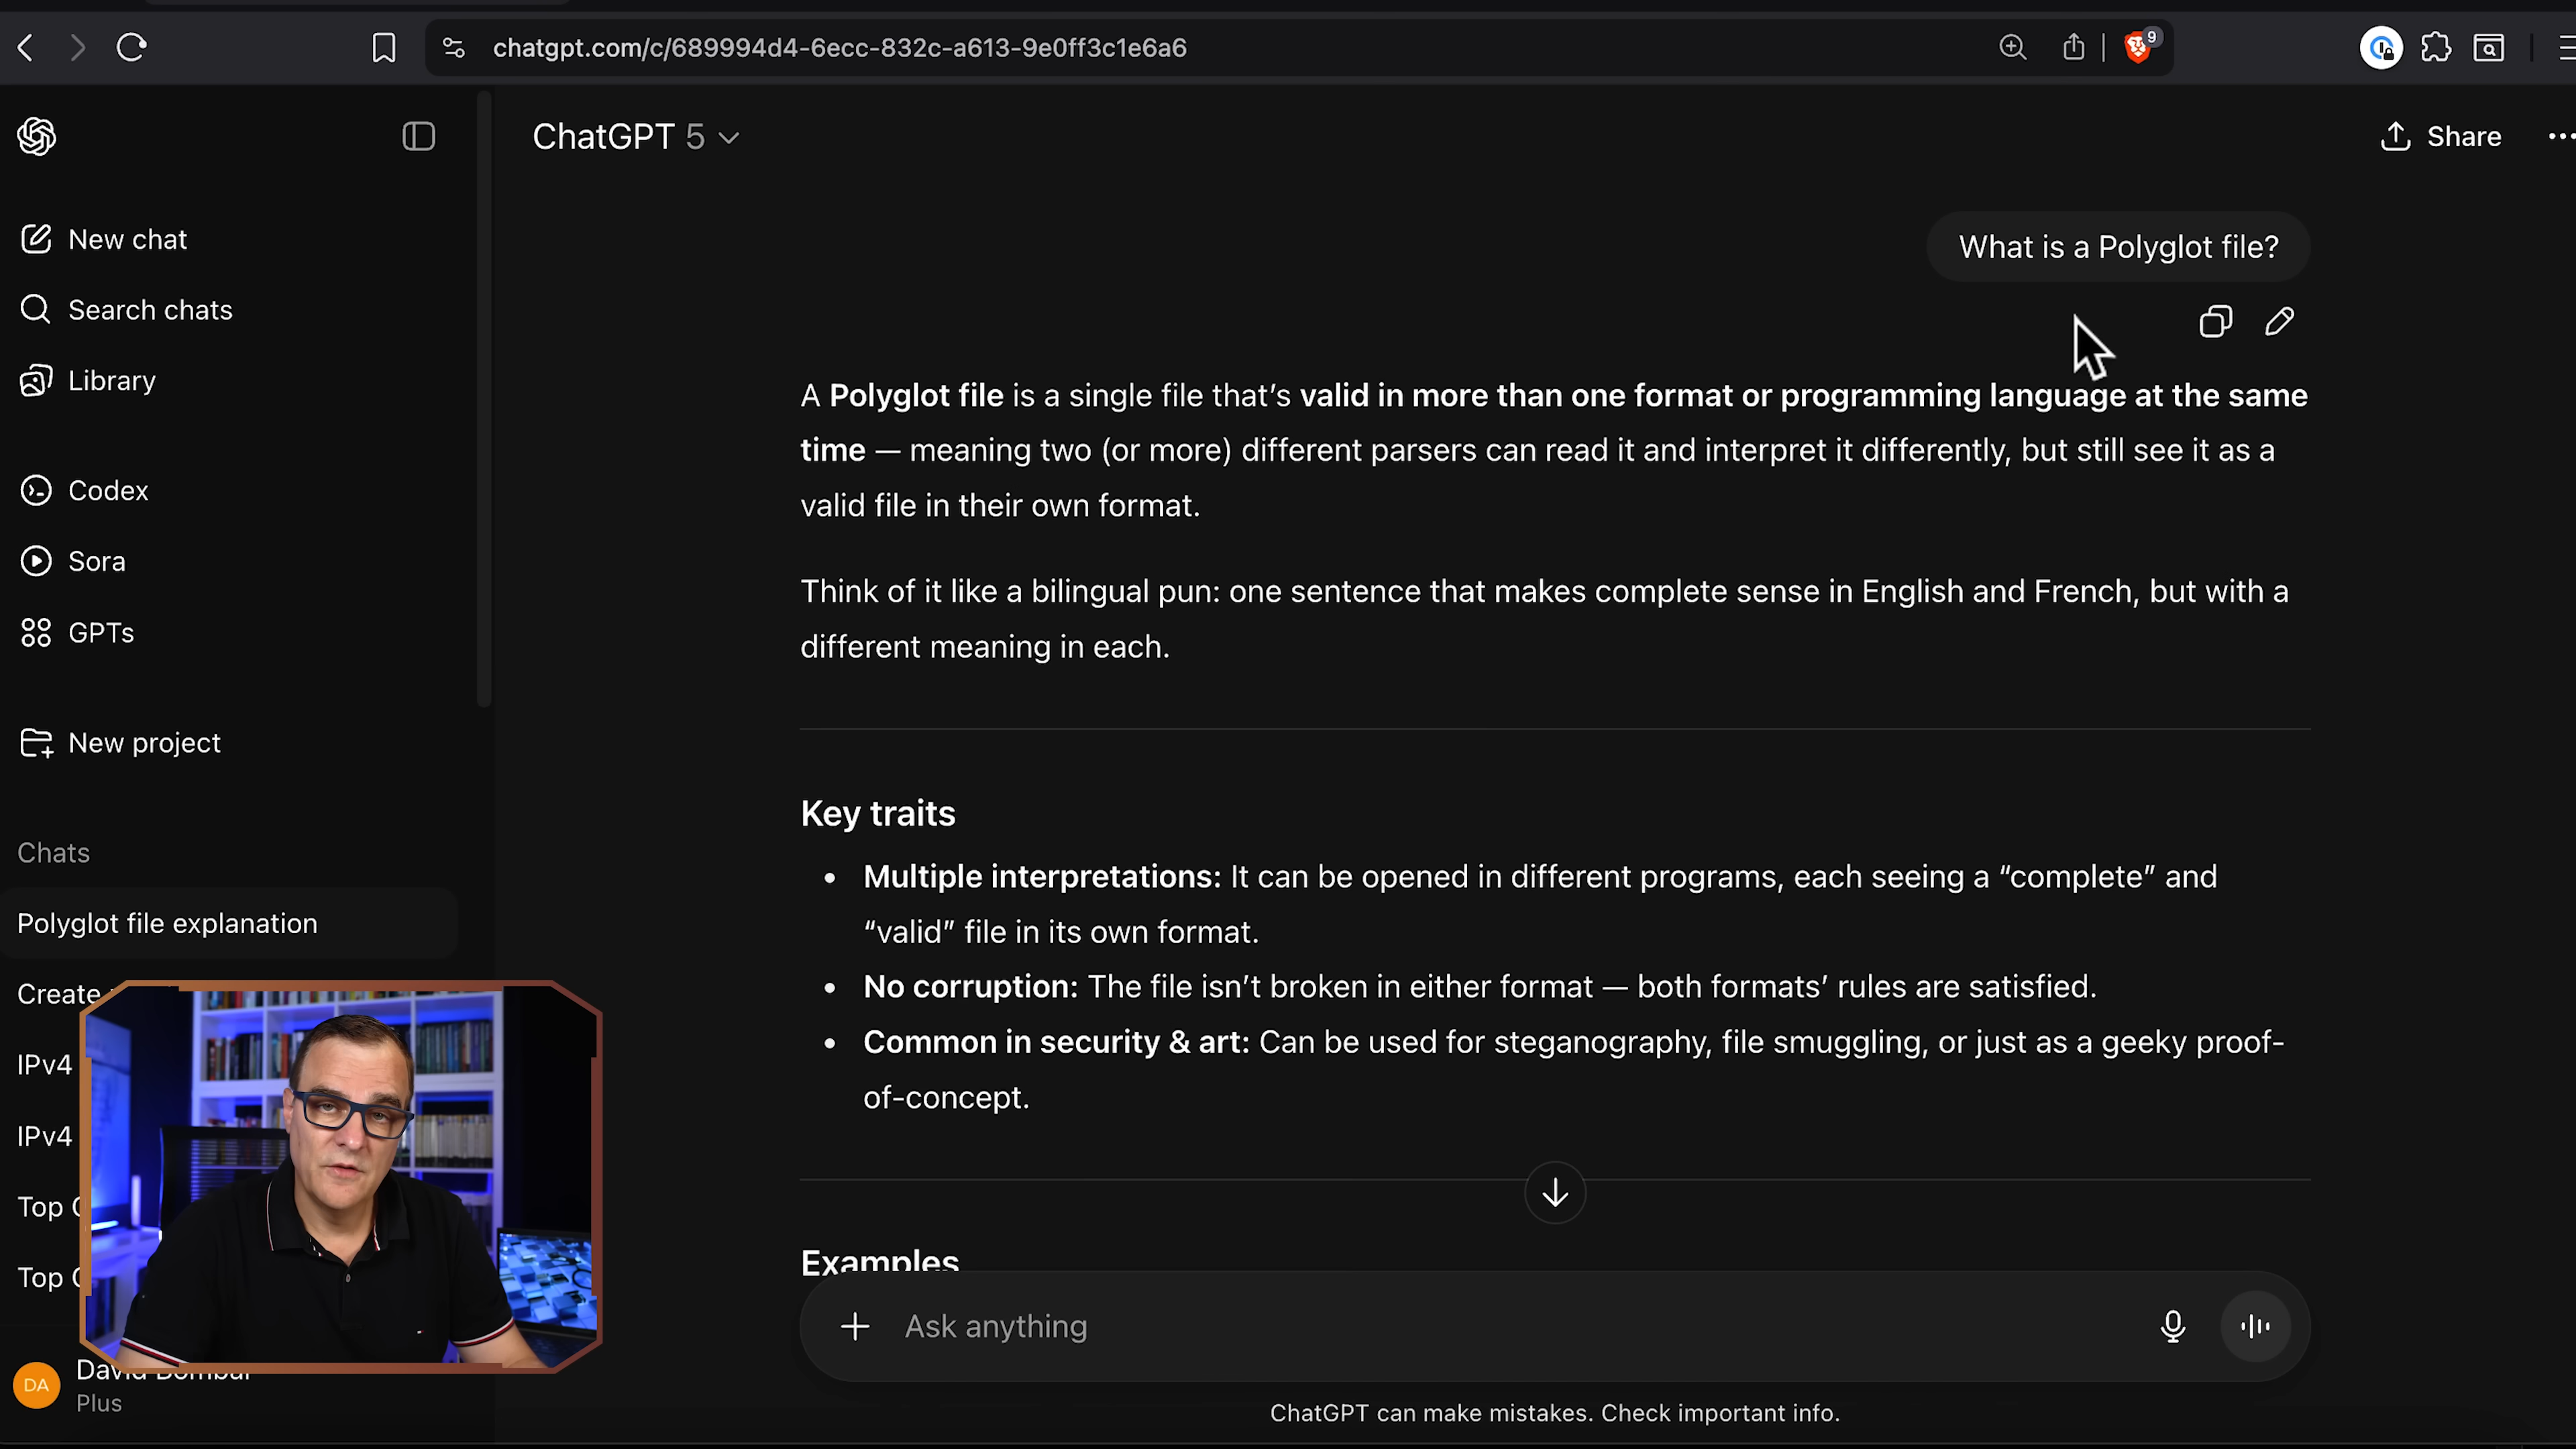 chatgpt.com/c/689994d4-6ecc-832c-a613-9e0ff3c1e6a6
9
ChatGPT 5
Share
New chat
Search chats
Library
Codex
Sora
GPTs
New project
Chats
Polyglot file explanation
Create
IPv4
IPv4
Top
Top
DA
David Bombal
Plus
What is a Polyglot file?
A Polyglot file is a single file that’s valid in more than one format or programming language at the same
time — meaning two (or more) different parsers can read it and interpret it differently, but still see it as a
valid file in their own format.
Think of it like a bilingual pun: one sentence that makes complete sense in English and French, but with a
different meaning in each.
Key traits
• Multiple interpretations: It can be opened in different programs, each seeing a “complete” and
“valid” file in its own format.
• No corruption: The file isn’t broken in either format — both formats’ rules are satisfied.
• Common in security & art: Can be used for steganography, file smuggling, or just as a geeky proof-
of-concept.
Examples
Ask anything
ChatGPT can make mistakes. Check important info.